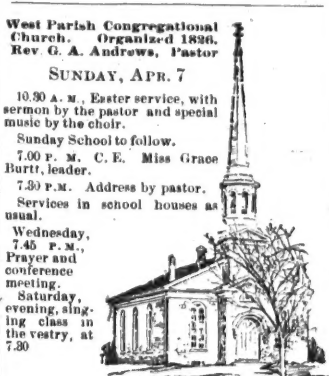 West Parish Congregational
Church. Organized 1826.
Rev. G. A. Andrews, Pastor
SUNDAY, APR. 7
10.30 A. M., Easter service, with
sermon by the pastor and special
music by the choir.
Sunday School to follow.
7.00 P. M. C. E. Miss Grace
Burtt, leader.
7.30 P.M. Address by pastor.
Services in school houses as
usual.
Wednesday,
7.45 P. M.,
Prayer and
conference
meeting.
Saturday,
evening, sing-
ing class in
the vestry, at
7.30